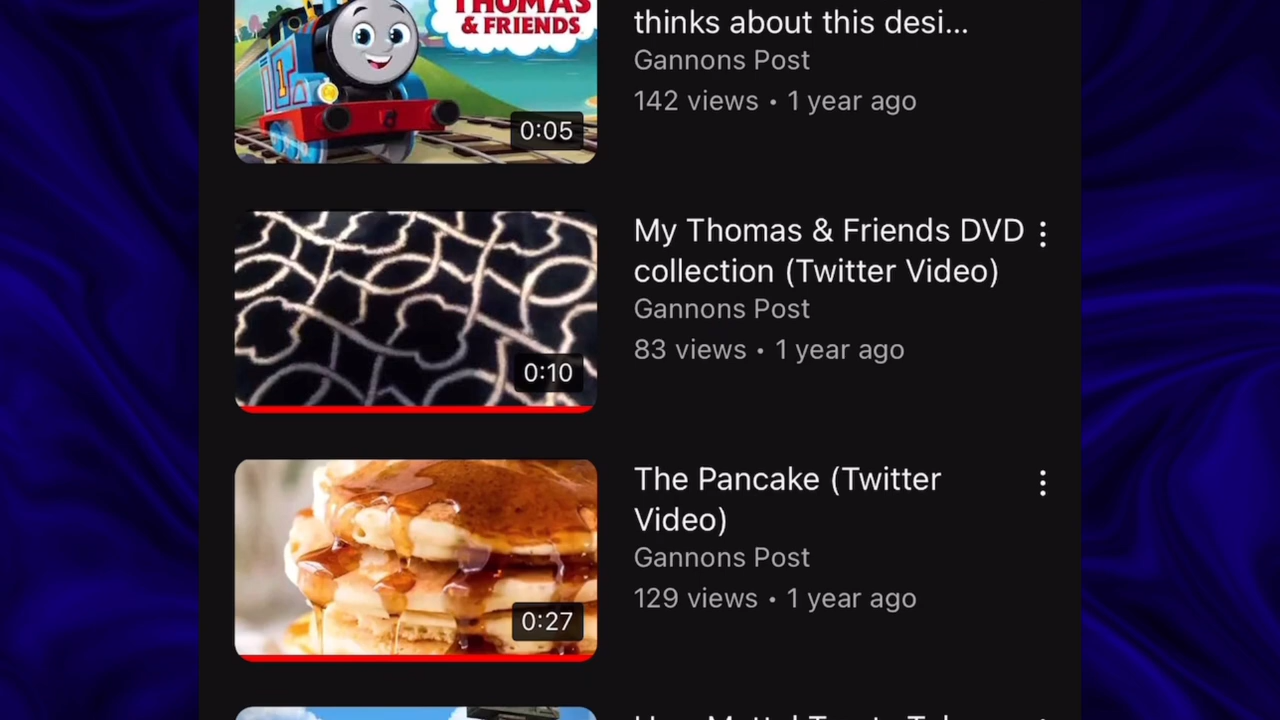 THOMAS
& FRIENDS
1
0:05
thinks about this desi...
Gannons Post
142 views • 1 year ago
0:10
My Thomas & Friends DVD
collection (Twitter Video)
Gannons Post
83 views • 1 year ago
0:27
The Pancake (Twitter
Video)
Gannons Post
129 views • 1 year ago